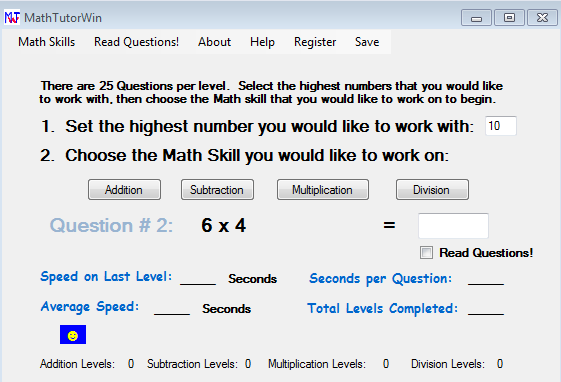 MathTutorWin
Math Skills Read Questions! About Help Register Save
There are 25 Questions per level. Select the highest numbers that you would like
to work with, then choose the Math skill that you would like to work on to begin.
1. Set the highest number you would like to work with: 10
2. Choose the Math Skill you would like to work on:
Addition Subtraction Multiplication Division
Question # 2: 6 x 4 =
Read Questions!
Speed on Last Level: _____ Seconds Seconds per Question: _____
Average Speed: _____ Seconds Total Levels Completed: _____
Addition Levels: 0 Subtraction Levels: 0 Multiplication Levels: 0 Division Levels: 0